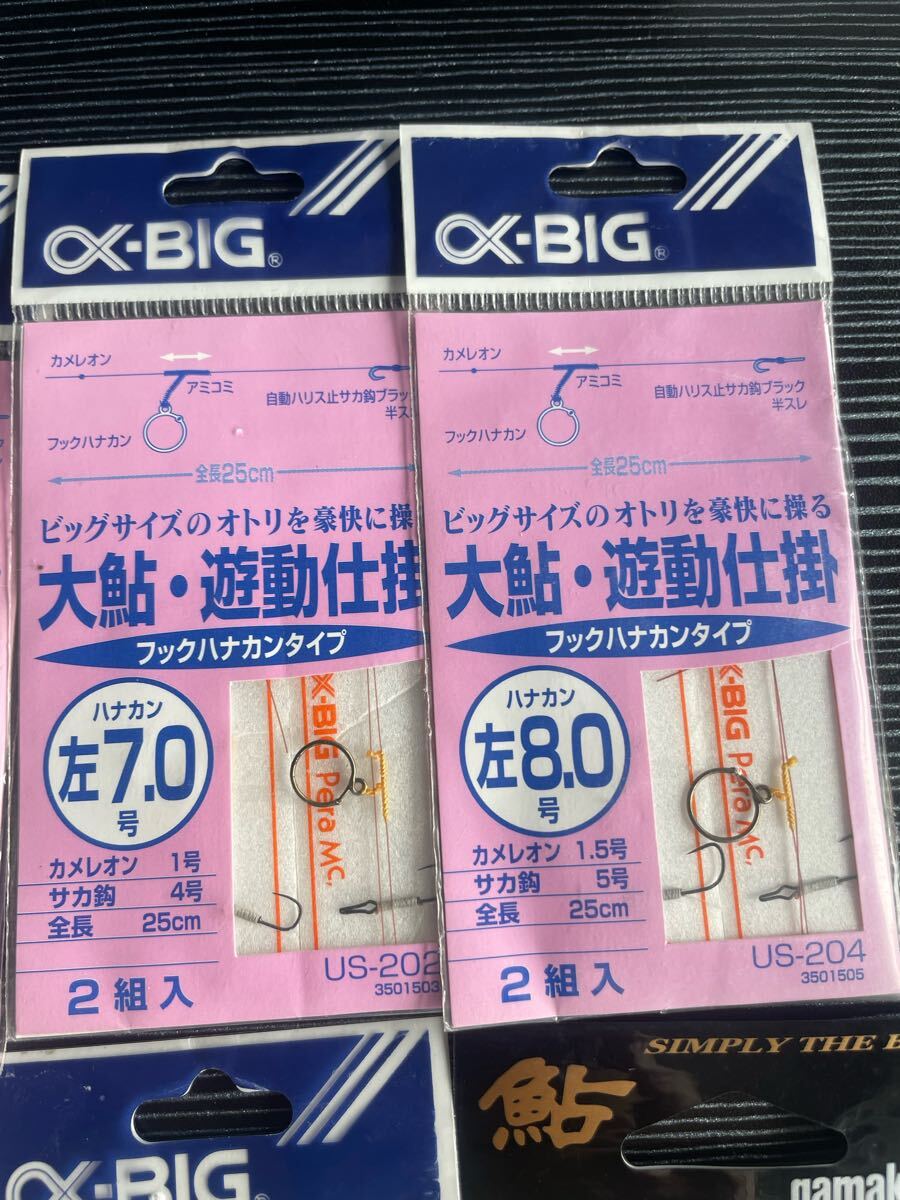 α-BIG®
カメレオン
アミコミ
自動ハリス止サカ鈎ブラック
半ス
フックハナカン
全長25cm
ビッグサイズのオトリを豪快に操
大鮎・遊動仕掛
フックハナカンタイプ
ハナカン
左7.0
号
カメレオン 1号
サカ鈎 4号
全長 25cm
2組入
α-BIG Pera MC.
US-202
3501503
α-BIG®
カメレオン
アミコミ
自動ハリス止サカ鈎ブラック
半スレ
フックハナカン
全長25cm
ビッグサイズのオトリを豪快に操る
大鮎・遊動仕掛
フックハナカンタイプ
ハナカン
左8.0
号
カメレオン 1.5号
サカ鈎 5号
全長 25cm
2組入
α-BIG Pera MC.
US-204
3501505
α-BIG
SIMPLY THE B
鮎
gamak